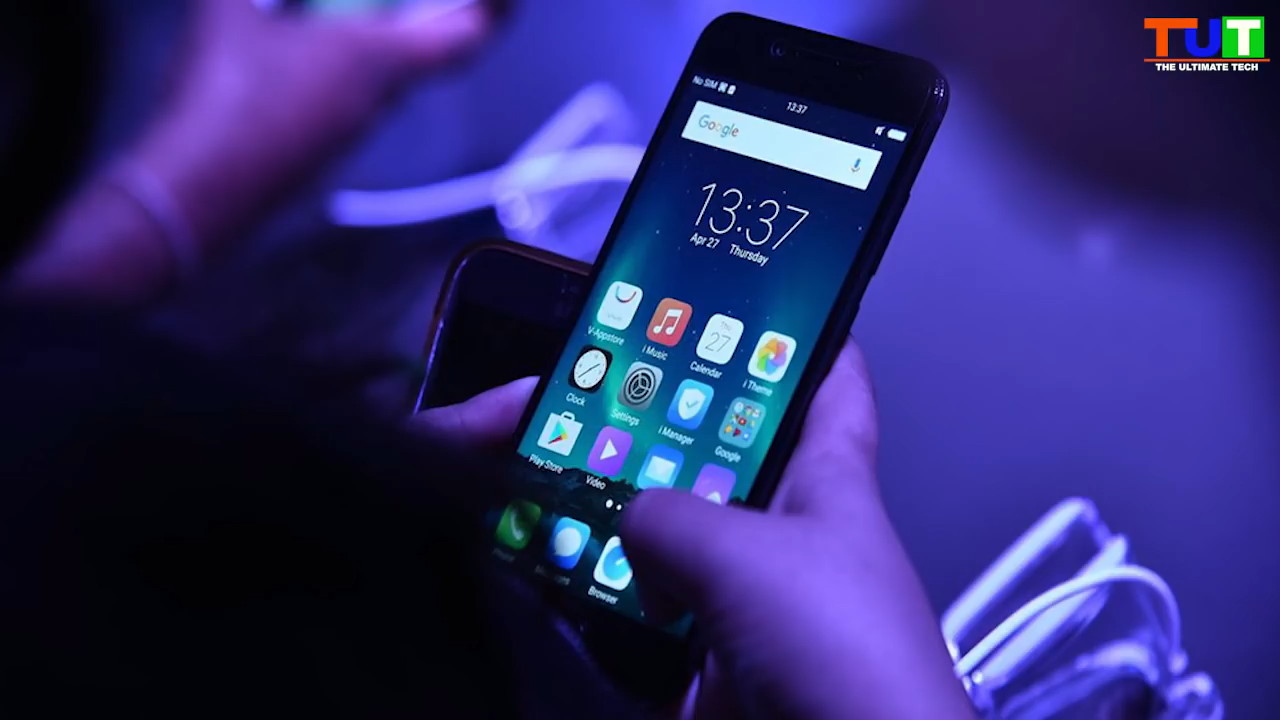 TUT
THE ULTIMATE TECH
No SIM
13:37
Google
13:37
Apr 27 Thursday
THU
27
V-Appstore
i Music
Calendar
i Theme
Clock
Settings
i Manager
Google
Play Store
Video
Browser